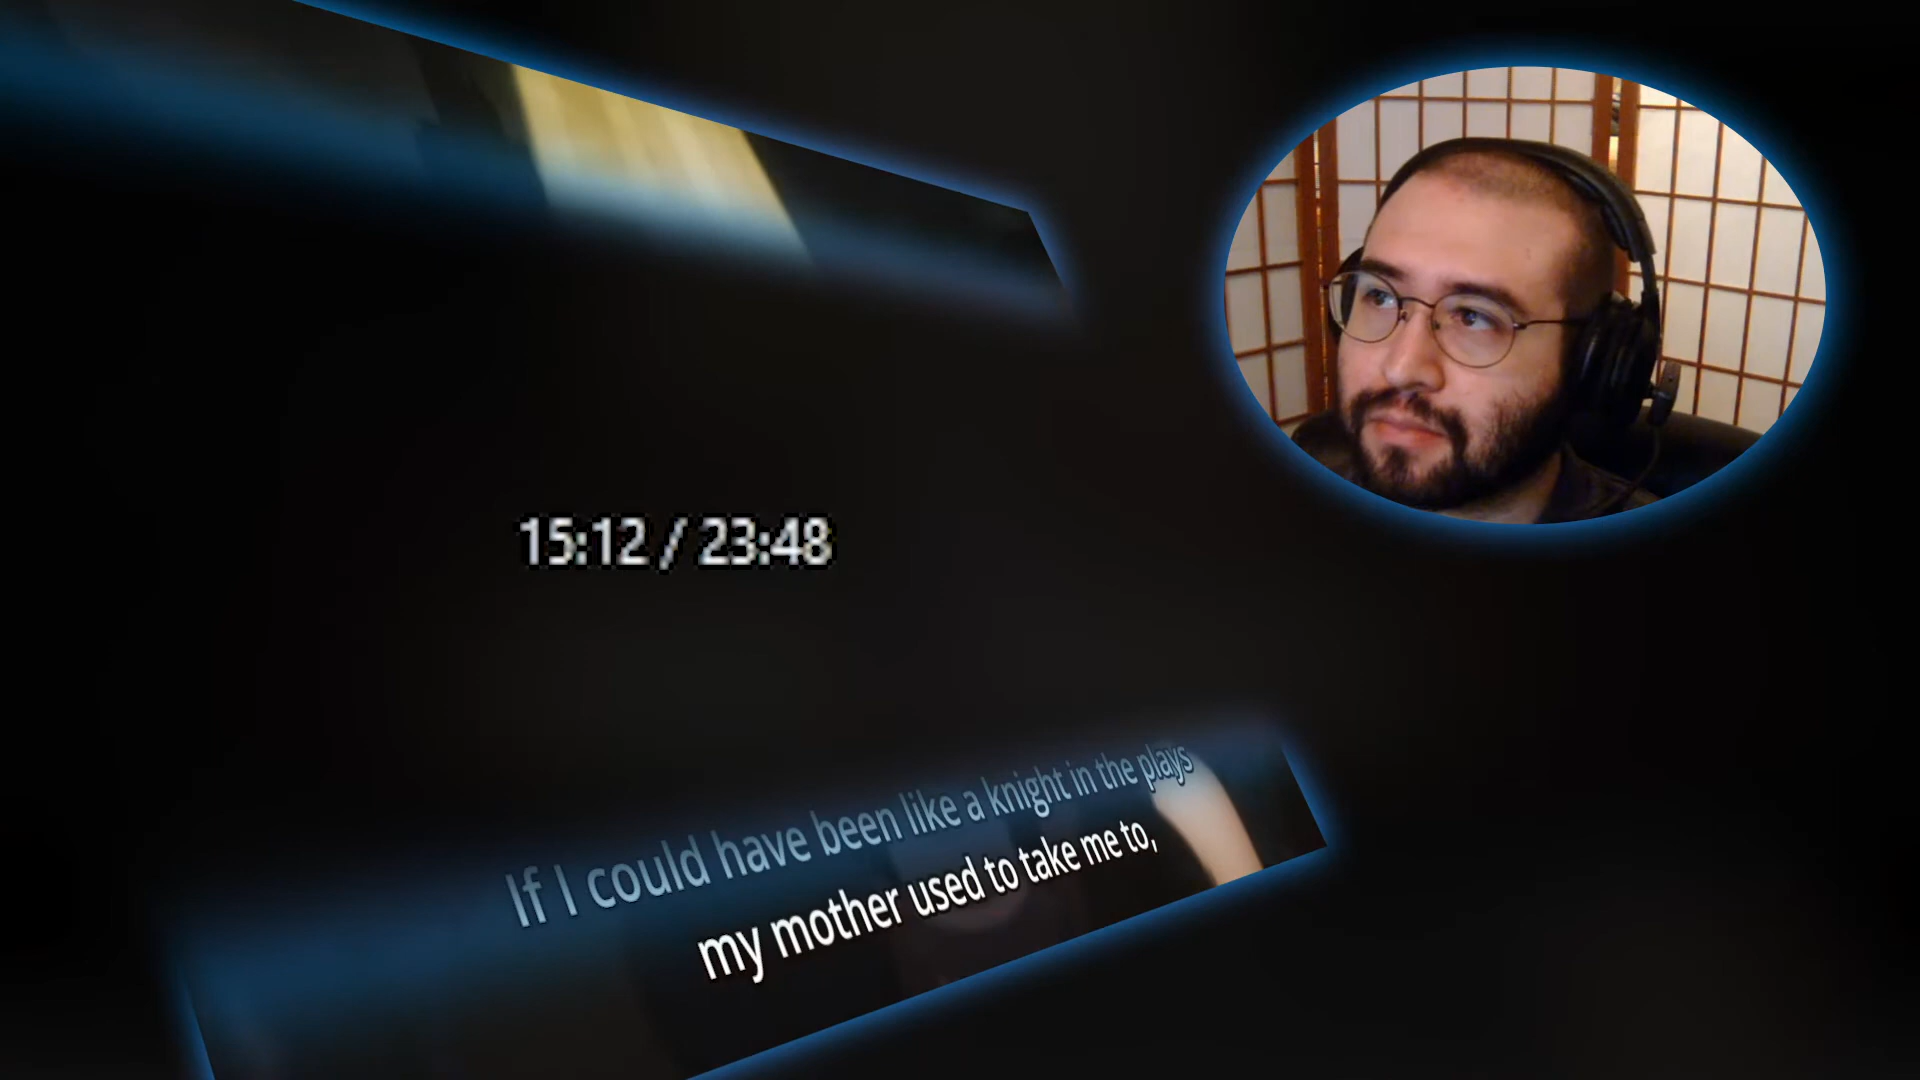 15:12 / 23:48
If I could have been like a knight in the plays
my mother used to take me to,